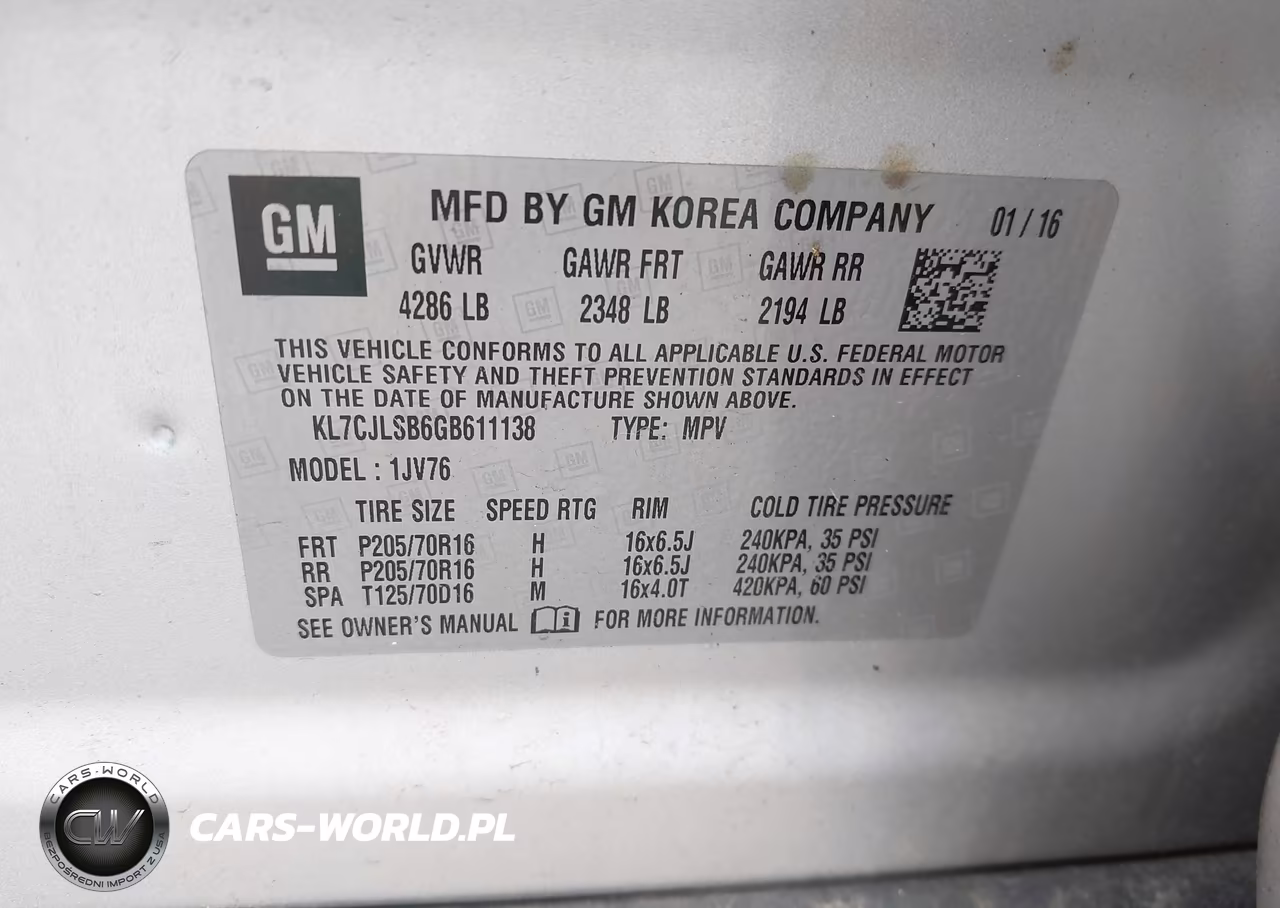 GM MFD BY GM KOREA COMPANY 01 / 16
GVWR GAWR FRT GAWR RR
4286 LB 2348 LB 2194 LB
THIS VEHICLE CONFORMS TO ALL APPLICABLE U.S. FEDERAL MOTOR
VEHICLE SAFETY AND THEFT PREVENTION STANDARDS IN EFFECT
ON THE DATE OF MANUFACTURE SHOWN ABOVE.
KL7CJLSB6GB611138 TYPE: MPV
MODEL : 1JV76
TIRE SIZE SPEED RTG RIM COLD TIRE PRESSURE
FRT P205/70R16 H 16x6.5J 240KPA, 35 PSI
RR P205/70R16 H 16x6.5J 240KPA, 35 PSI
SPA T125/70D16 M 16x4.0T 420KPA, 60 PSI
SEE OWNER'S MANUAL i FOR MORE INFORMATION.
CARS-WORLD
CW
BEZPOŚREDNI IMPORT Z USA
CARS-WORLD.PL